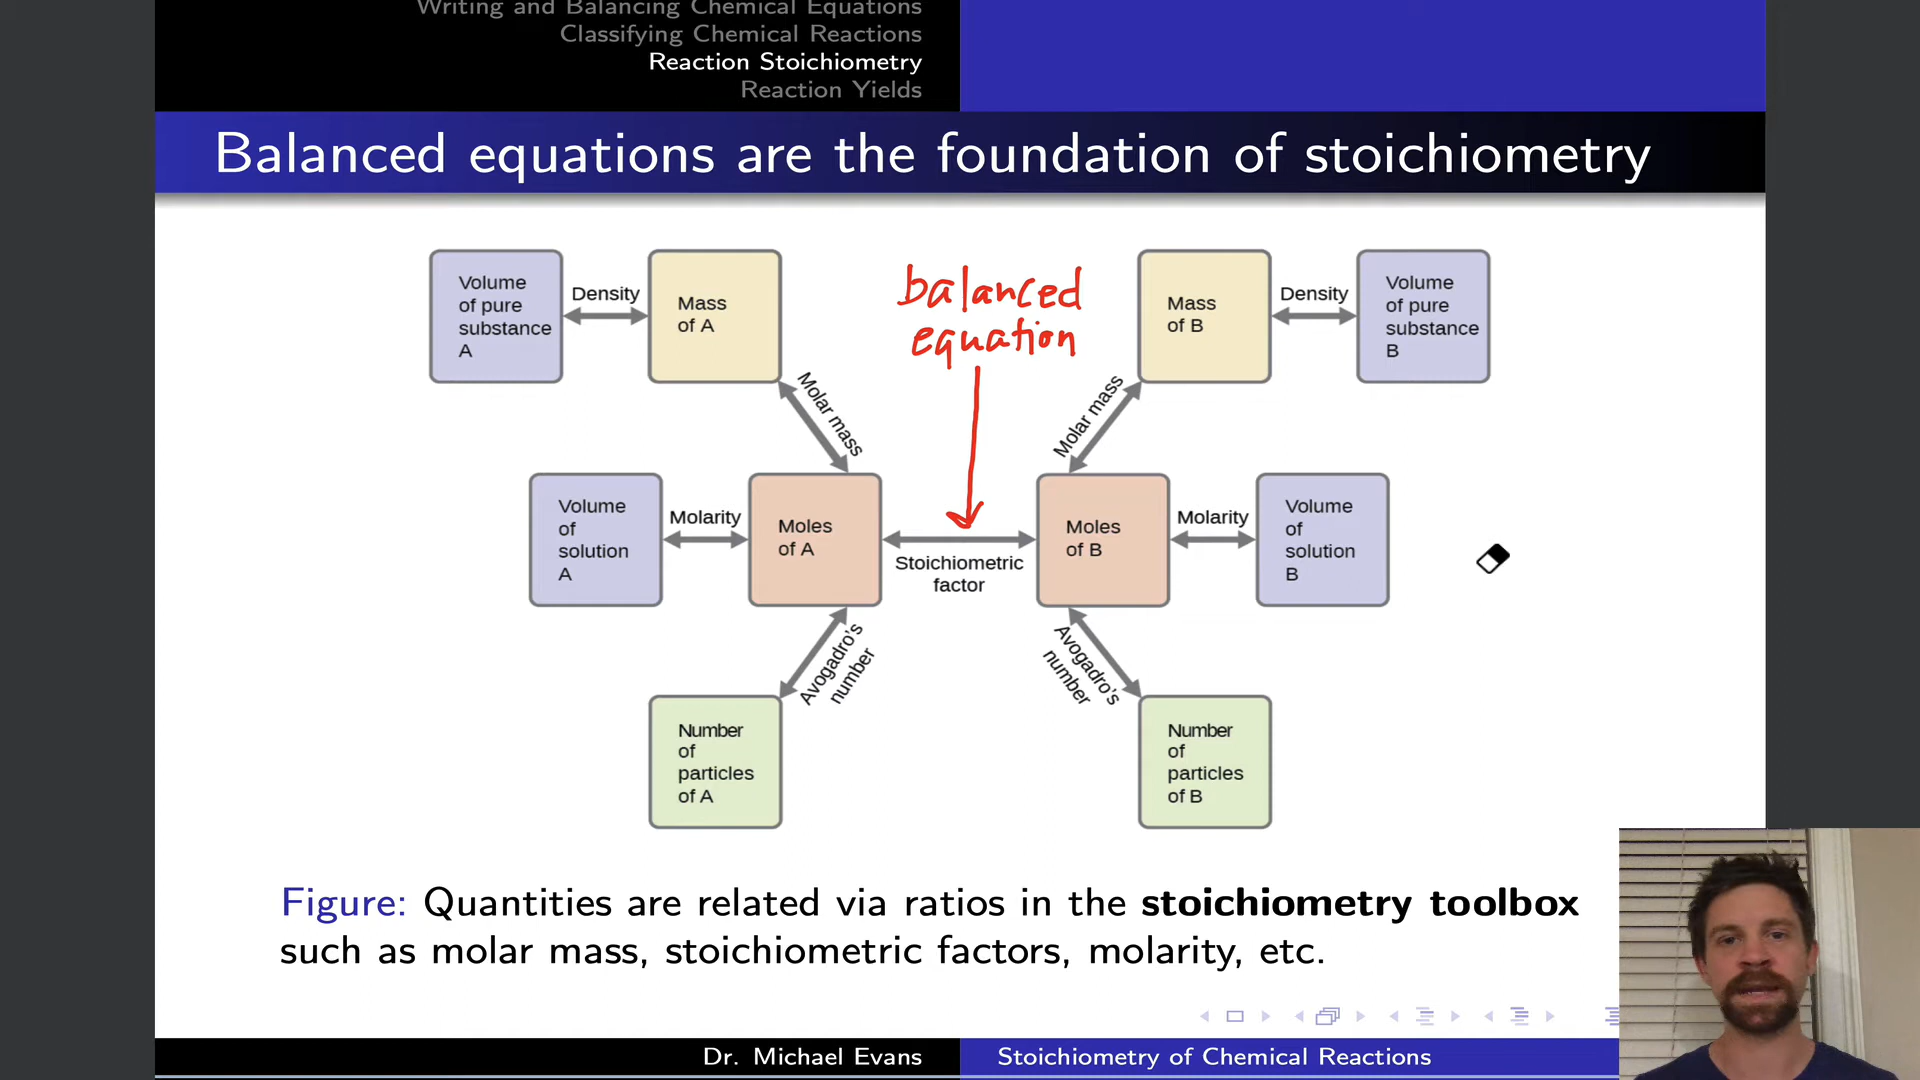 Writing and Balancing Chemical Equations
Classifying Chemical Reactions
Reaction Stoichiometry
Reaction Yields
Balanced equations are the foundation of stoichiometry
Volume
of pure
substance
A
Density
Mass
of A
balanced
equation
Mass
of B
Density
Volume
of pure
substance
B
Molar mass
Molar mass
Volume
of
solution
A
Molarity
Moles
of A
Stoichiometric
factor
Moles
of B
Molarity
Volume
of
solution
B
Avogadro's
number
Avogadro's
number
Number
of
particles
of A
Number
of
particles
of B
Figure: Quantities are related via ratios in the stoichiometry toolbox
such as molar mass, stoichiometric factors, molarity, etc.
Dr. Michael Evans
Stoichiometry of Chemical Reactions